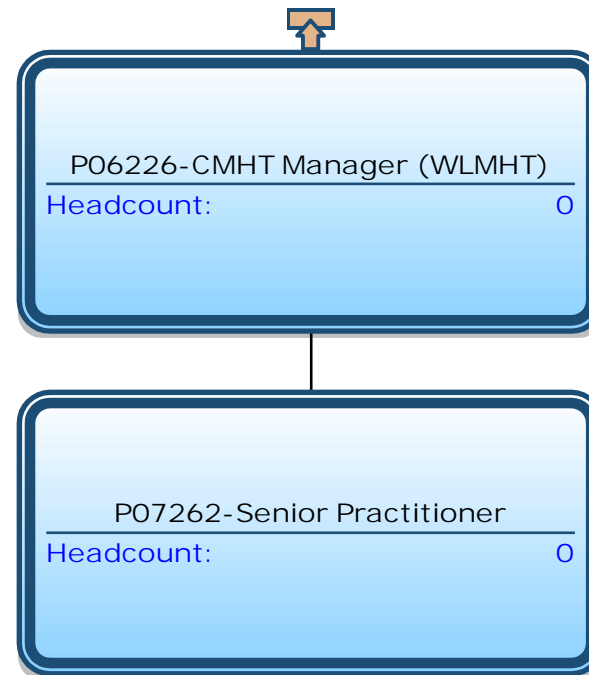 P06226-CMHT Manager (WLMHT)
Headcount: 0
P07262-Senior Practitioner
Headcount: 0